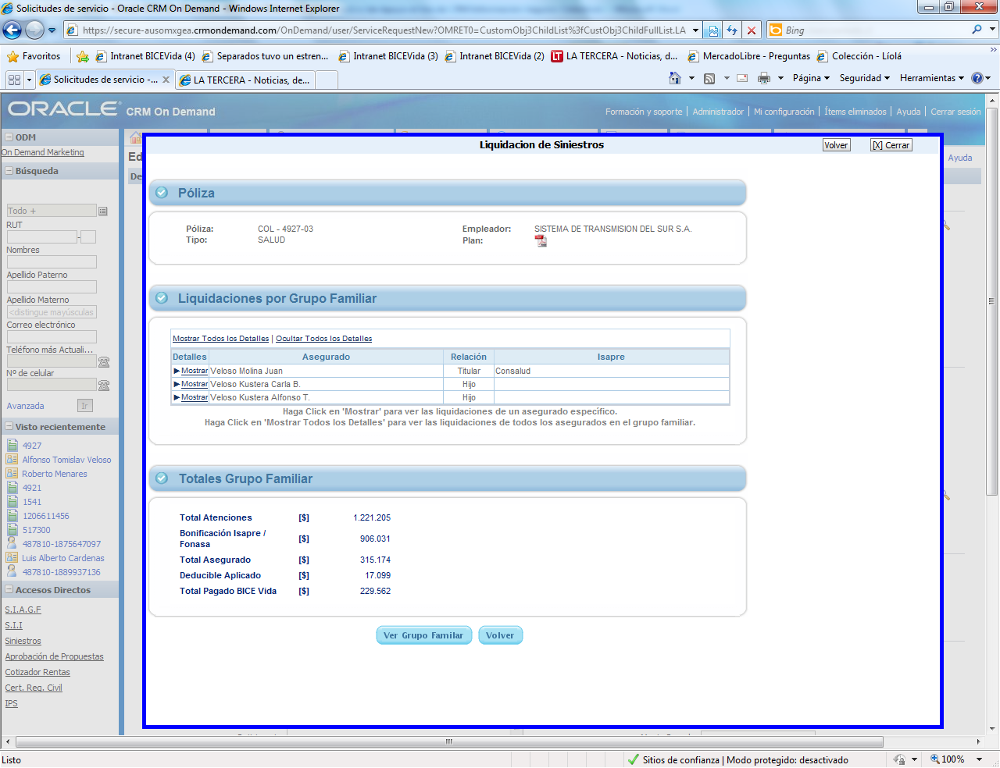 Solicitudes de servicio - Oracle CRM On Demand - Windows Internet Explorer
https://secure-ausomxgea.crmondemand.com/OnDemand/user/ServiceRequestNew?OMRET0=CustomObj3ChildList%3fCustObj3ChildFullList.LA
Bing
Favoritos
Intranet BICEVida (4)
Separados tuvo un estren...
Intranet BICEVida (3)
Intranet BICEVida (2)
LA TERCERA - Noticias, d...
MercadoLibre - Preguntas
Colección - Líolá
Solicitudes de servicio -...
LA TERCERA - Noticias, de...
Página
Seguridad
Herramientas
ORACLE CRM On Demand
Formación y soporte | Administrador | Mi configuración | Ítems eliminados | Ayuda | Cerrar sesión
ODM
On Demand Marketing
Búsqueda
Todo +
RUT
-
Nombres
Apellido Paterno
Apellido Materno
<distingue mayúsculas
Correo electrónico
Teléfono más Actuali...
Nº de celular
Avanzada
Ir
Visto recientemente
4927
Alfonso Tomislav Veloso
Roberto Menares
4921
1541
1206611456
517300
487810-1875647097
Luis Alberto Cardenas
487810-1889937136
Accesos Directos
S.I.A.G.F
S.I.I
Siniestros
Aprobación de Propuestas
Cotizador Rentas
Cert. Reg. Civil
IPS
Ed
De
Ayuda
Liquidacion de Siniestros
Volver
[X] Cerrar
Póliza
Póliza: COL - 4927-03
Empleador: SISTEMA DE TRANSMISION DEL SUR S.A.
Tipo: SALUD
Plan:
Liquidaciones por Grupo Familiar
Mostrar Todos los Detalles | Ocultar Todos los Detalles
Detalles Asegurado Relación Isapre
Mostrar Veloso Molina Juan Titular Consalud
Mostrar Veloso Kustera Carla B. Hijo
Mostrar Veloso Kustera Alfonso T. Hijo
Haga Click en 'Mostrar' para ver las liquidaciones de un asegurado específico.
Haga Click en 'Mostrar Todos los Detalles' para ver las liquidaciones de todos los asegurados en el grupo familiar.
Totales Grupo Familiar
Total Atenciones [$] 1.221.205
Bonificación Isapre /
Fonasa [$] 906.031
Total Asegurado [$] 315.174
Deducible Aplicado [$] 17.099
Total Pagado BICE Vida [$] 229.562
Ver Grupo Familar
Volver
Listo
Sitios de confianza | Modo protegido: desactivado
100%